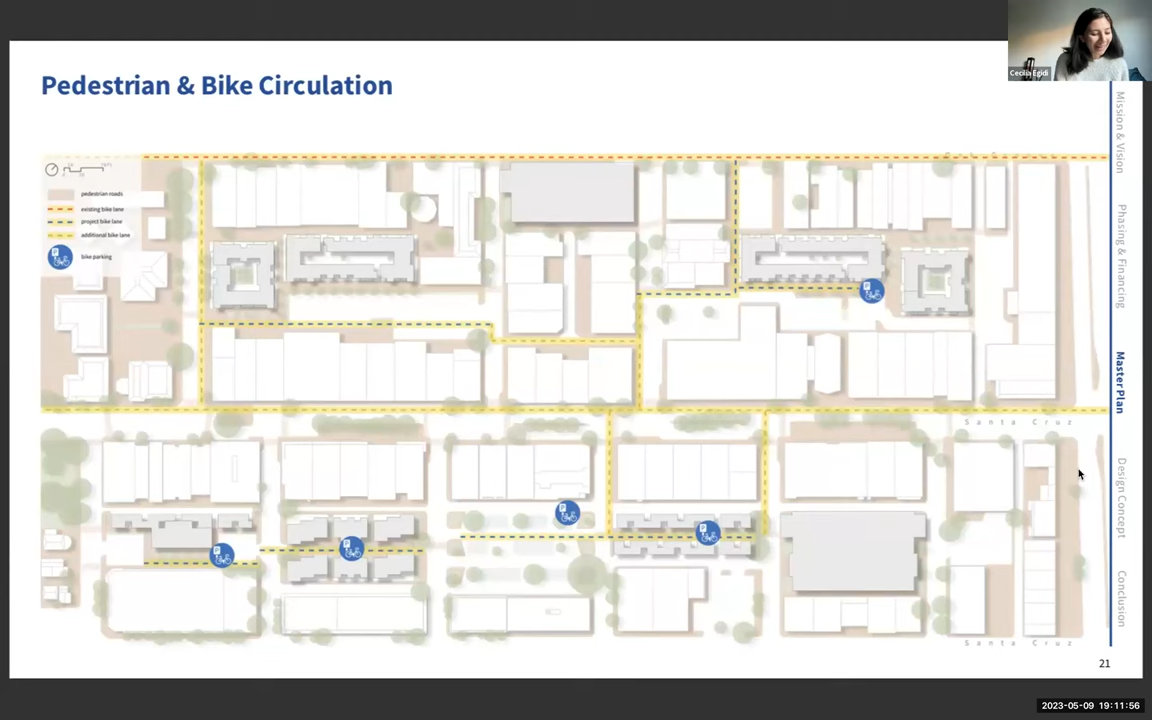 Cecilia Egidi
Pedestrian & Bike Circulation
pedestrian roads
existing bike lane
project bike lane
additional bike lane
P
bike parking
P
P
P
P
P
Santa Cruz
Santa Cruz
Mission & Vision
Phasing & Financing
Master Plan
Design Concept
Conclusion
21
2023-05-09 19:11:56